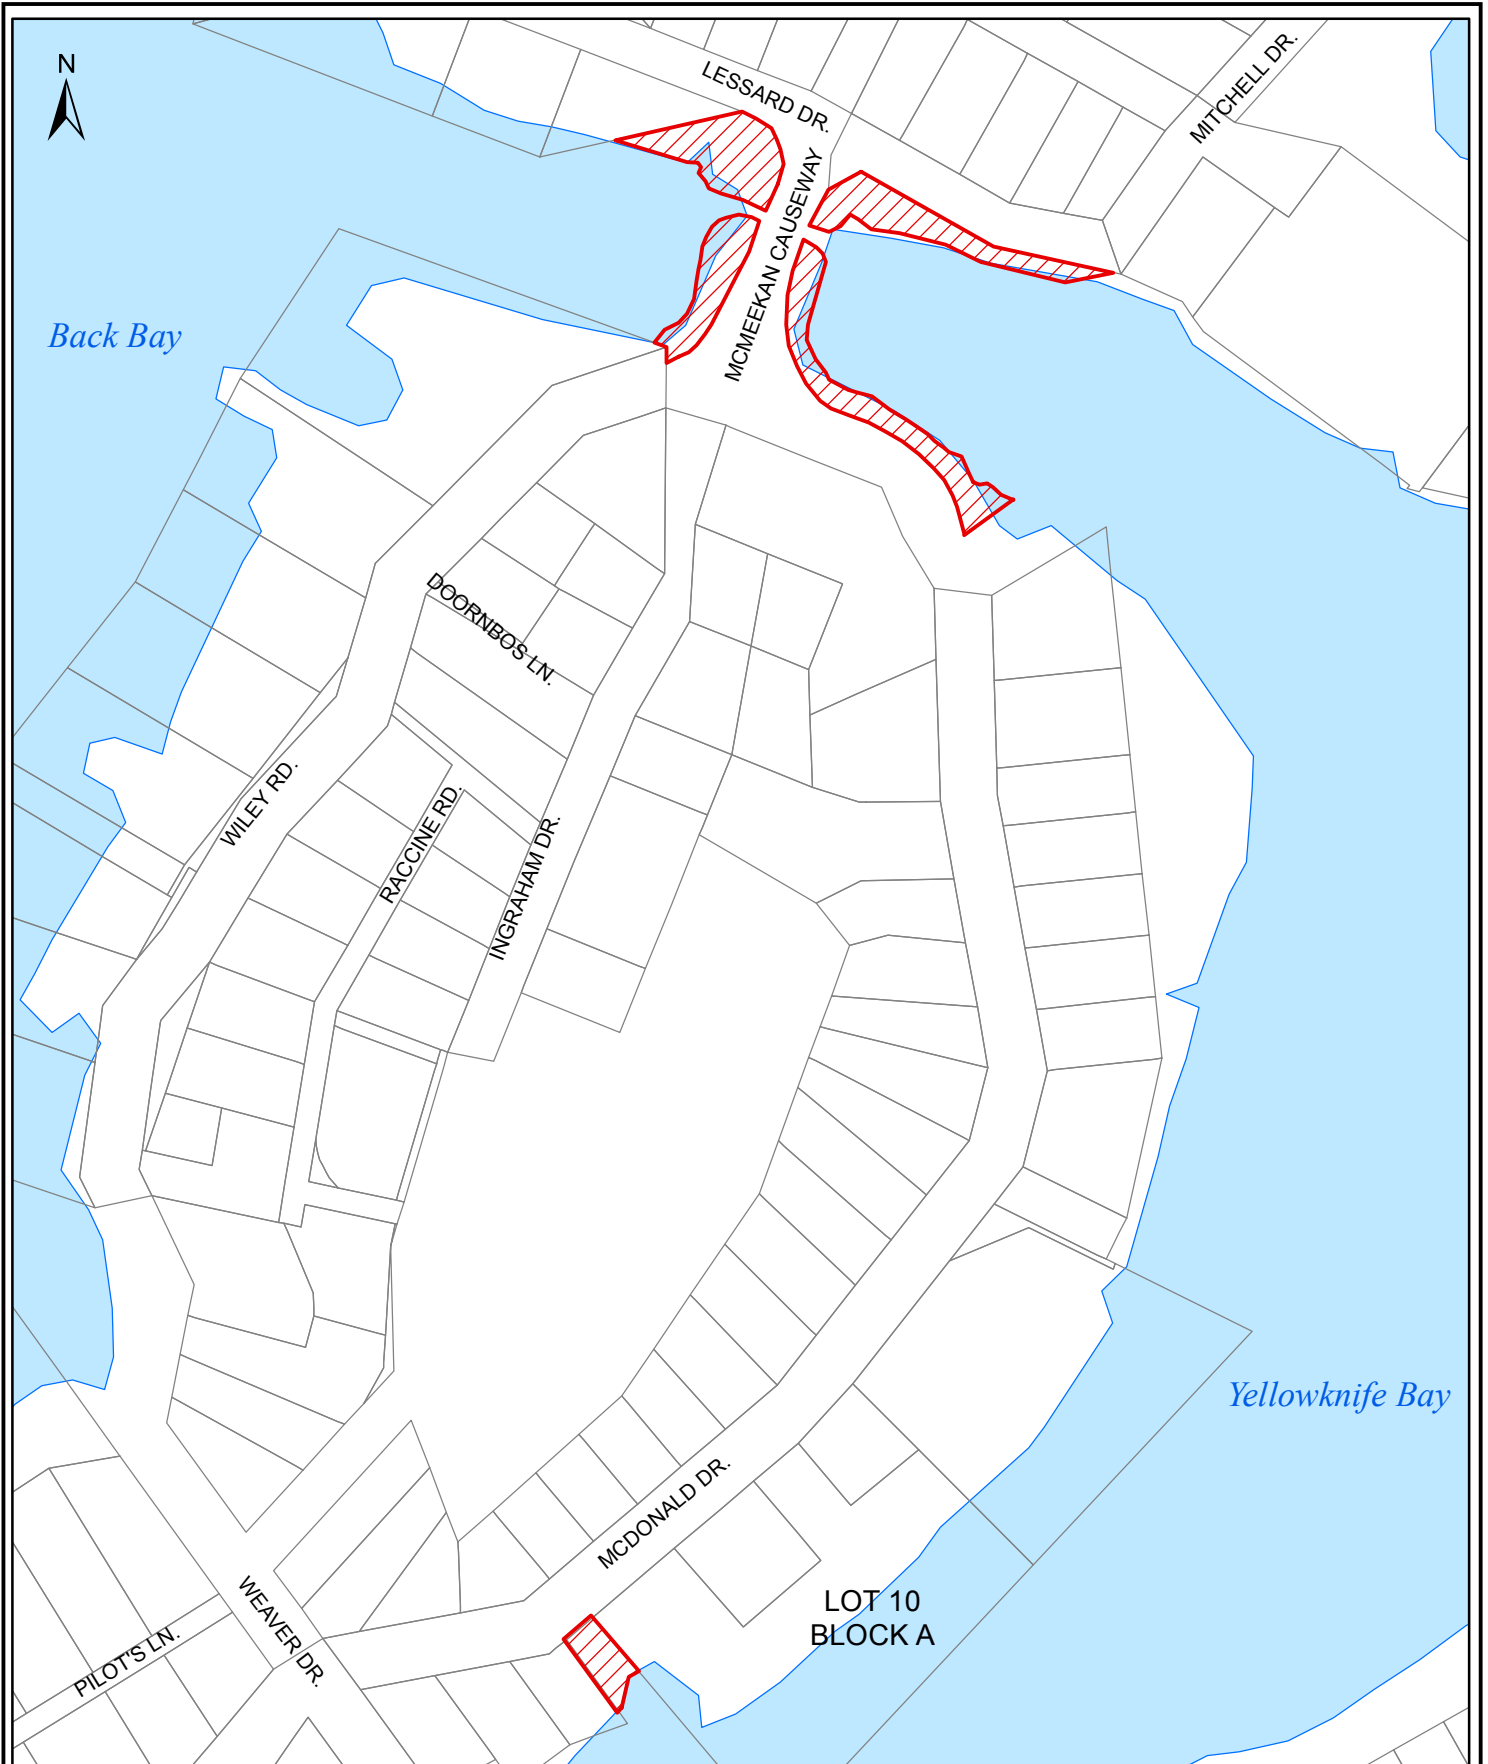 N
LESSARD DR.
MITCHELL DR.
MCMEEKAN CAUSEWAY
Back Bay
DOORNBOS LN.
WILEY RD.
RACCINE RD.
INGRAHAM DR.
Yellowknife Bay
MCDONALD DR.
LOT 10
BLOCK A
WEAVER DR.
PILOT'S LN.